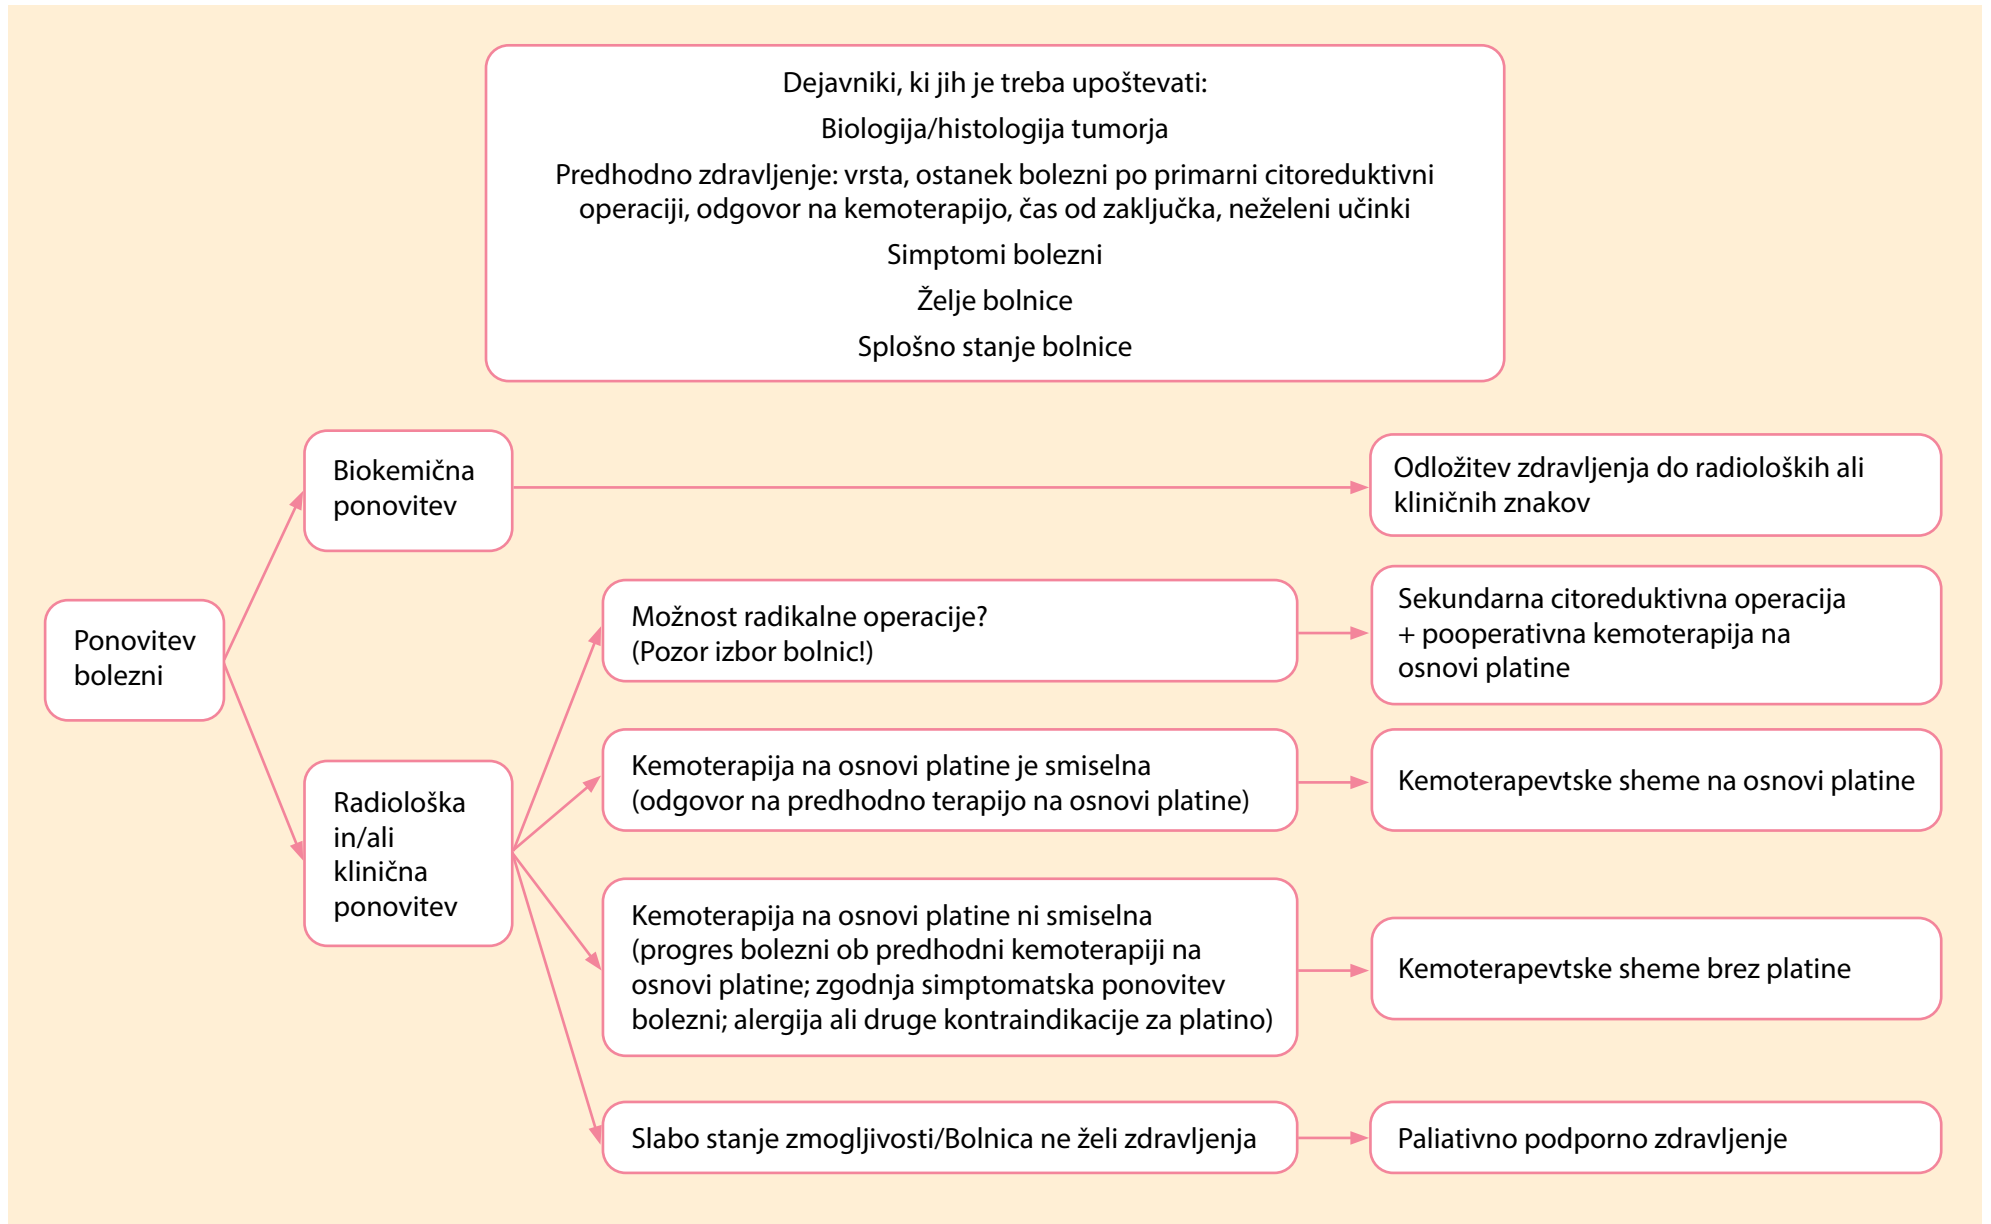 Dejavniki, ki jih je treba upoštevati:
Biologija/histologija tumorja
Predhodno zdravljenje: vrsta, ostanek bolezni po primarni citoreduktivni
operaciji, odgovor na kemoterapijo, čas od zaključka, neželeni učinki
Simptomi bolezni
Želje bolnice
Splošno stanje bolnice
Ponovitev
bolezni
Biokemična
ponovitev
Odložitev zdravljenja do radioloških ali
kliničnih znakov
Radiološka
in/ali
klinična
ponovitev
Možnost radikalne operacije?
(Pozor izbor bolnic!)
Sekundarna citoreduktivna operacija
+ pooperativna kemoterapija na
osnovi platine
Kemoterapija na osnovi platine je smiselna
(odgovor na predhodno terapijo na osnovi platine)
Kemoterapevtske sheme na osnovi platine
Kemoterapija na osnovi platine ni smiselna
(progres bolezni ob predhodni kemoterapiji na
osnovi platine; zgodnja simptomatska ponovitev
bolezni; alergija ali druge kontraindikacije za platino)
Kemoterapevtske sheme brez platine
Slabo stanje zmogljivosti/Bolnica ne želi zdravljenja
Paliativno podporno zdravljenje